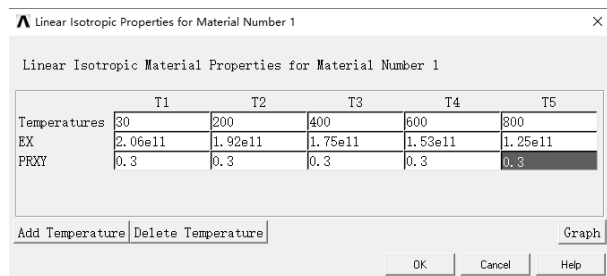 Linear Isotropic Properties for Material Number 1
Linear Isotropic Material Properties for Material Number 1
T1 T2 T3 T4 T5
Temperatures 30 200 400 600 800
EX 2.06e11 1.92e11 1.75e11 1.53e11 1.25e11
PRXY 0.3 0.3 0.3 0.3 0.3
Add Temperature Delete Temperature Graph
OK Cancel Help